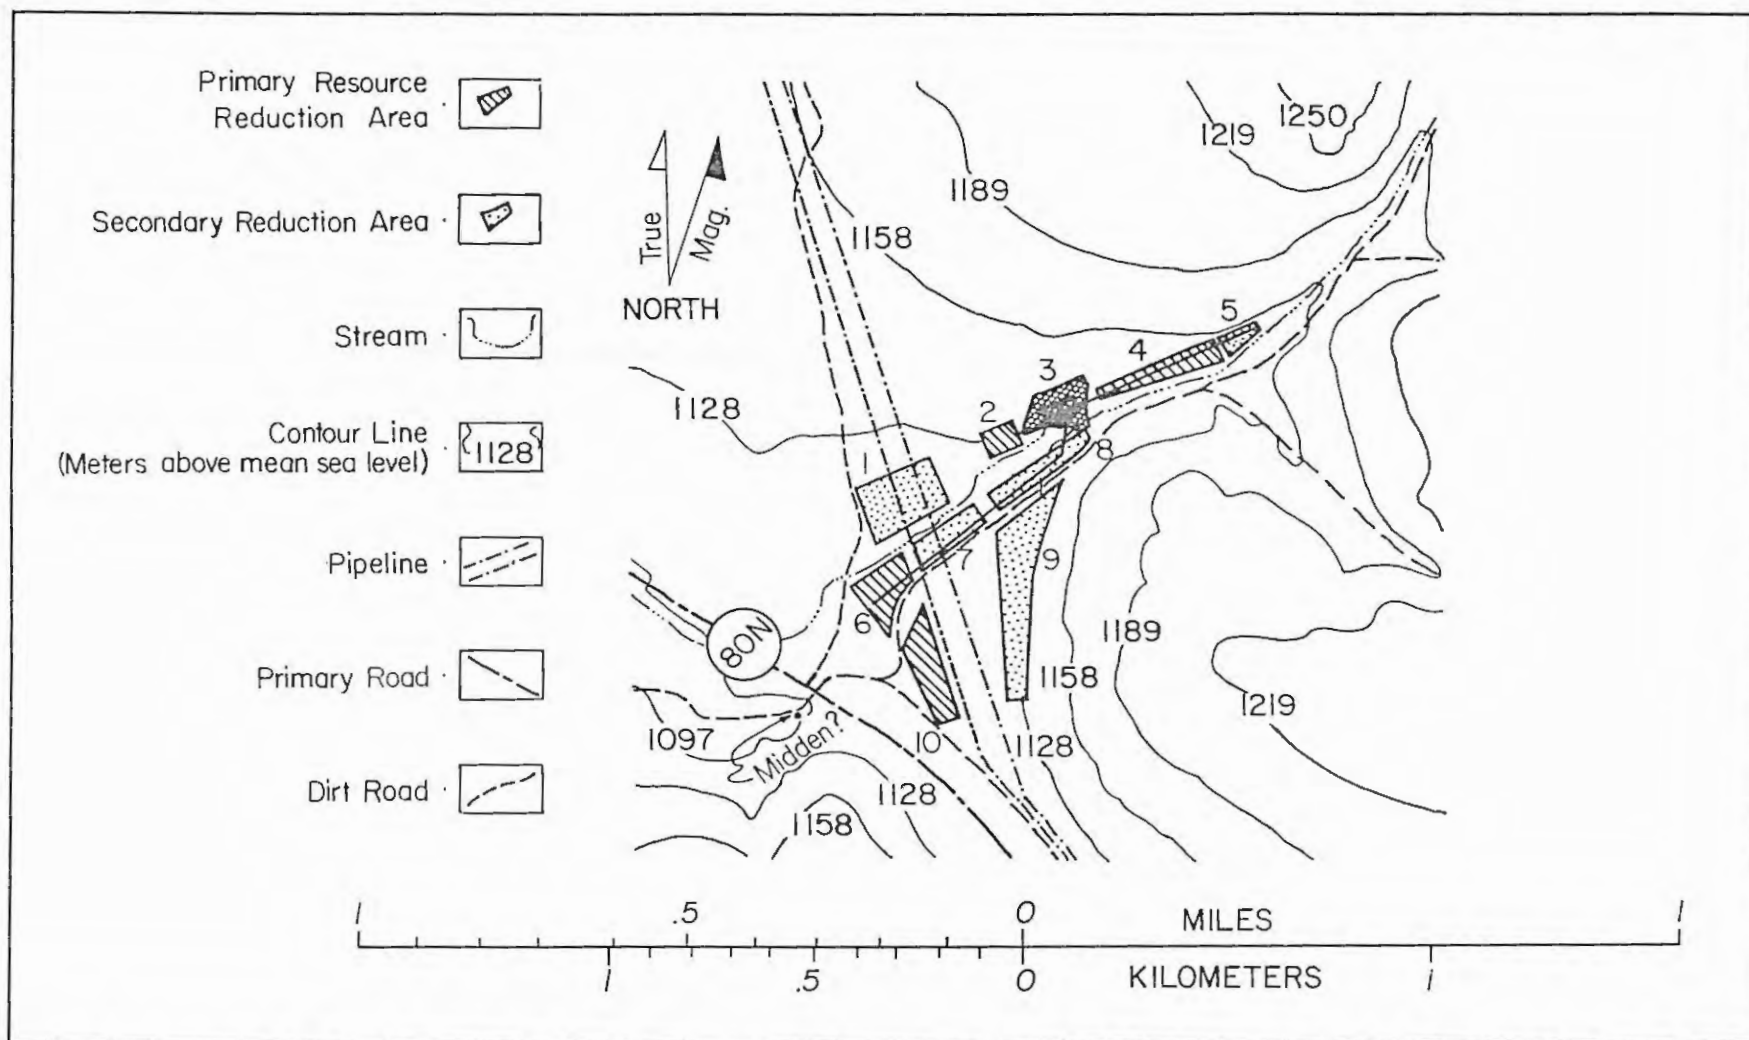 Primary Resource
Reduction Area
Secondary Reduction Area
Stream
Contour Line
(Meters above mean sea level)
1128
Pipeline
Primary Road
Dirt Road
True
Mag.
NORTH
1250
1219
1189
1158
1128
5
4
3
2
1
8
7
9
6
80N
1189
1158
1219
1097
Midden?
10
1128
1128
1158
1
.5
0
MILES
1
1
.5
0
KILOMETERS
1